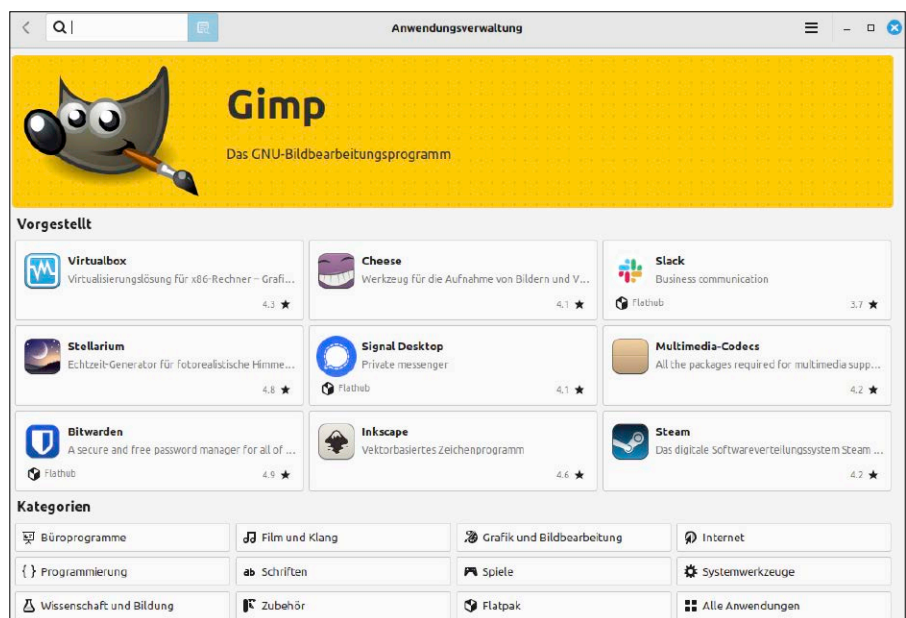 Anwendungsverwaltung
Gimp
Das GNU-Bildbearbeitungsprogramm
Vorgestellt
Virtualbox
Virtualisierungslösung für x86-Rechner – Grafi...
4.3 ★
Cheese
Werkzeug für die Aufnahme von Bildern und V...
4.1 ★
Slack
Business communication
Flathub
3.7 ★
Stellarium
Echtzeit-Generator für fotorealistische Himme...
4.8 ★
Signal Desktop
Private messenger
Flathub
4.1 ★
Multimedia-Codecs
All the packages required for multimedia supp...
4.2 ★
Bitwarden
A secure and free password manager for all of ...
Flathub
4.9 ★
Inkscape
Vektorbasiertes Zeichenprogramm
4.6 ★
Steam
Das digitale Softwareverteilungssystem Steam ...
4.2 ★
Kategorien
Büroprogramme
Film und Klang
Grafik und Bildbearbeitung
Internet
{ } Programmierung
ab Schriften
Spiele
Systemwerkzeuge
Wissenschaft und Bildung
Zubehör
Flatpak
Alle Anwendungen